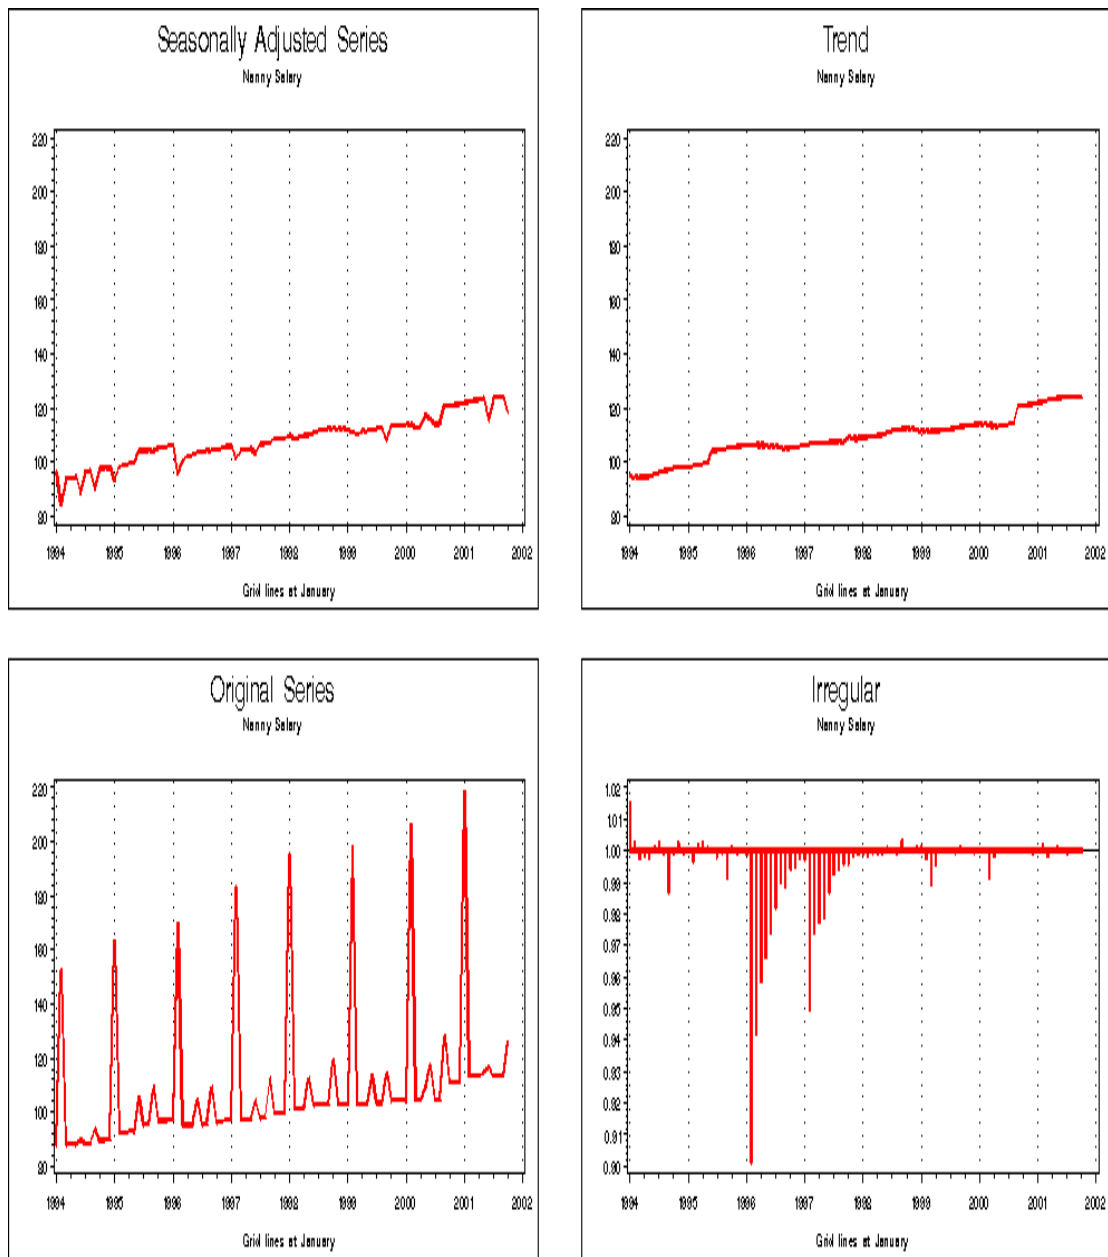 Seasonally Adjusted Series
Nanny Salary
220
200
180
160
140
120
100
80
1994 1995 1996 1997 1998 1999 2000 2001 2002
Grid lines at January
Trend
Nanny Salary
220
200
180
160
140
120
100
80
1994 1995 1996 1997 1998 1999 2000 2001 2002
Grid lines at January
Original Series
Nanny Salary
220
200
180
160
140
120
100
80
1994 1995 1996 1997 1998 1999 2000 2001 2002
Grid lines at January
Irregular
Nanny Salary
1.02
1.01
1.00
0.99
0.98
0.97
0.96
0.95
0.94
0.93
0.92
0.91
0.90
1994 1995 1996 1997 1998 1999 2000 2001 2002
Grid lines at January